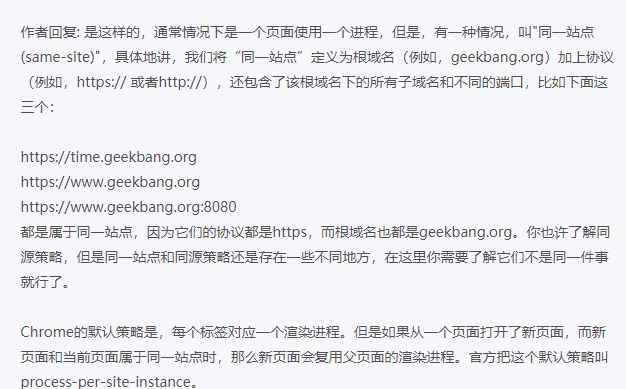 作者回复: 是这样的，通常情况下是一个页面使用一个进程，但是，有一种情况，叫"同一站点
(same-site)"，具体地讲，我们将“同一站点”定义为根域名（例如，geekbang.org）加上协议
（例如，https:// 或者http://），还包含了该根域名下的所有子域名和不同的端口，比如下面这
三个：
https://time.geekbang.org
https://www.geekbang.org
https://www.geekbang.org:8080
都是属于同一站点，因为它们的协议都是https，而根域名也都是geekbang.org。你也许了解同
源策略，但是同一站点和同源策略还是存在一些不同地方，在这里你需要了解它们不是同一件事
就行了。
Chrome的默认策略是，每个标签对应一个渲染进程。但是如果从一个页面打开了新页面，而新
页面和当前页面属于同一站点时，那么新页面会复用父页面的渲染进程。官方把这个默认策略叫
process-per-site-instance。